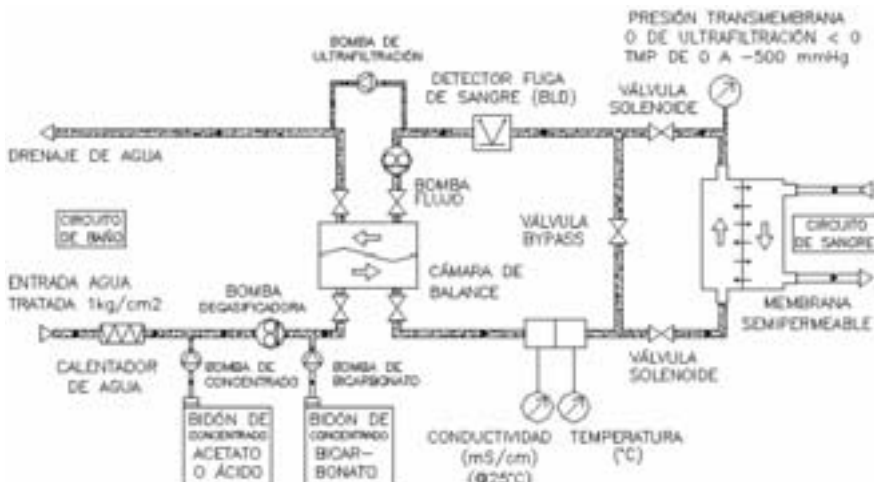 PRESIÓN TRANSMEMBRANA
O DE ULTRAFILTRACIÓN < 0
TMP DE 0 A -500 mmHg
BOMBA DE
ULTRAFILTRACIÓN
DETECTOR FUGA
DE SANGRE (BLD)
VÁLVULA
SOLENOIDE
DRENAJE DE AGUA
BOMBA
FLUJO
CIRCUITO
DE BAÑO
VÁLVULA
BYPASS
CIRCUITO
DE SANGRE
ENTRADA AGUA
TRATADA 1kg/cm2
BOMBA
DEGASIFICADORA
CÁMARA DE
BALANCE
MEMBRANA
SEMIPERMEABLE
CALENTADOR
DE AGUA
BOMBA DE
CONCENTRADO
BOMBA DE
BICARBONATO
VÁLVULA
SOLENOIDE
BIDÓN DE
CONCENTRADO
ACETATO
O ÁCIDO
BIDÓN DE
CONCENTRADO
BICAR-
BONATO
CONDUCTIVIDAD
(mS/cm)
(@25°C)
TEMPERATURA
(°C)